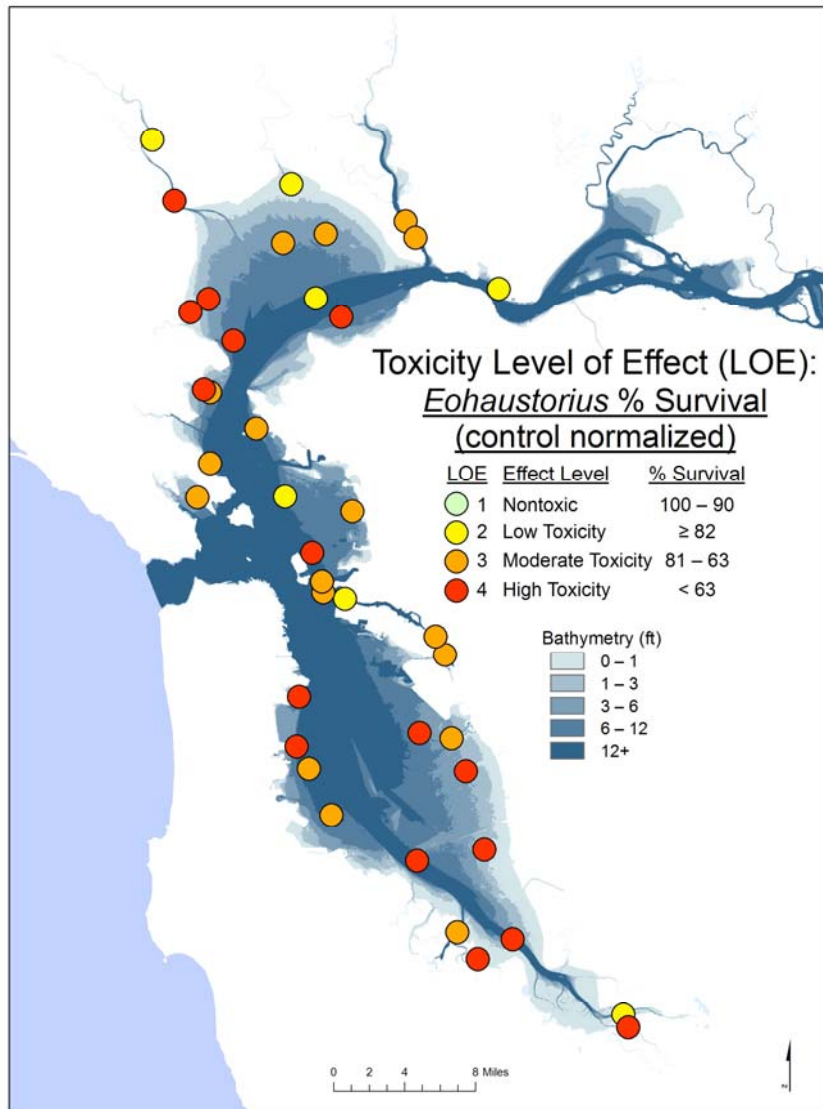 Toxicity Level of Effect (LOE):
Eohaustorius % Survival
(control normalized)
LOE Effect Level % Survival
1 Nontoxic 100 – 90
2 Low Toxicity ≥ 82
3 Moderate Toxicity 81 – 63
4 High Toxicity < 63
Bathymetry (ft)
0 – 1
1 – 3
3 – 6
6 – 12
12+
0 2 4 8 Miles
N